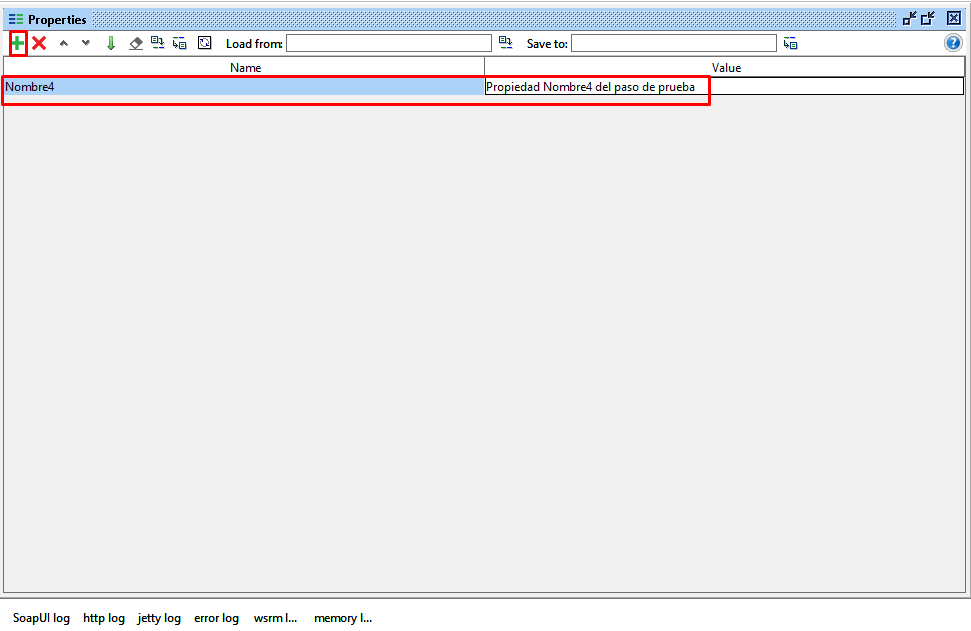 Properties
Load from: Save to: ?
Name Value
Nombre4 Propiedad Nombre4 del paso de prueba
SoapUI log http log jetty log error log wsrm l... memory l...